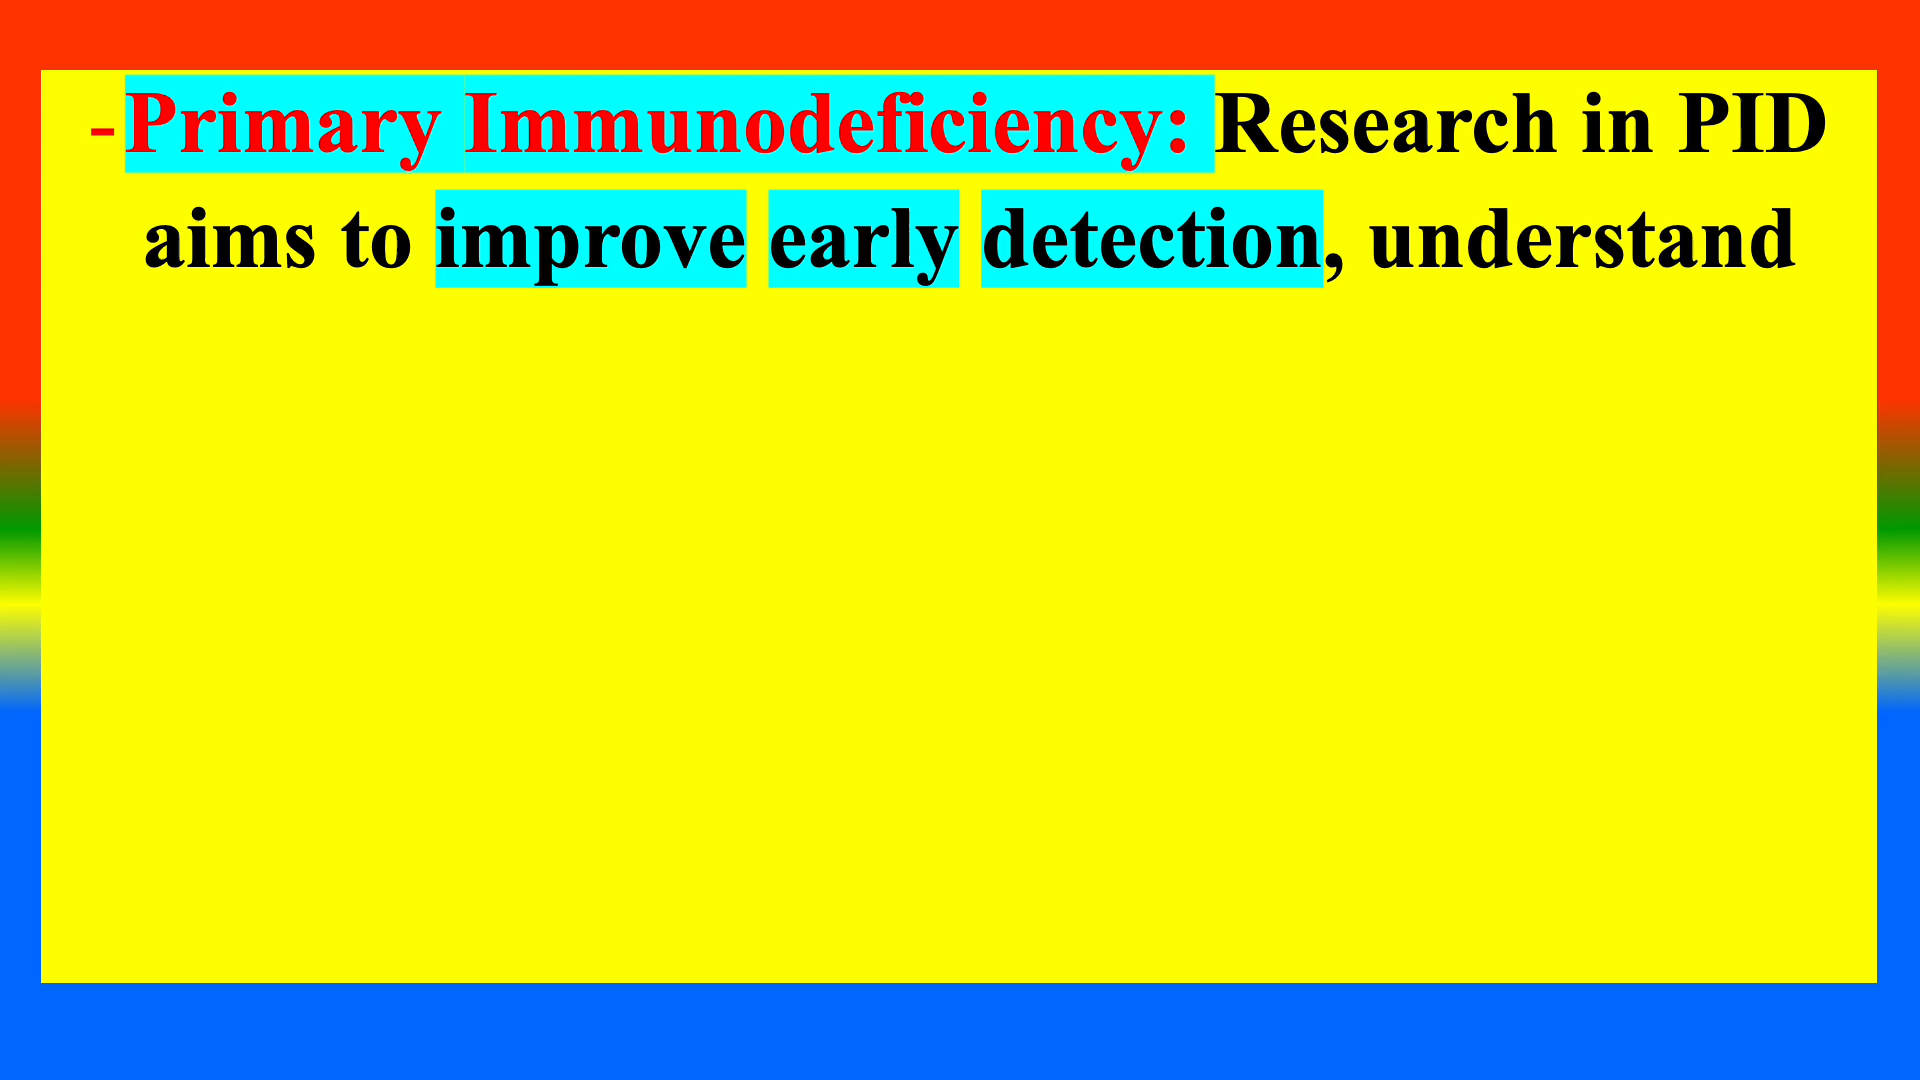 -Primary Immunodeficiency: Research in PID
aims to improve early detection, understand